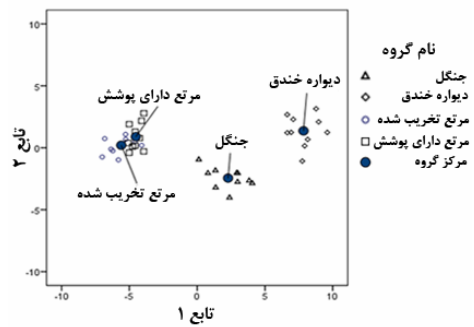 نام گروه
جنگل
دیواره خندق
مرتع تخریب شده
مرتع دارای پوشش
مرکز گروه
دیواره خندق
مرتع دارای پوشش
جنگل
مرتع تخریب شده
تابع ۲
10
5
0
-5
-10
-10
-5
0
5
10
تابع ۱